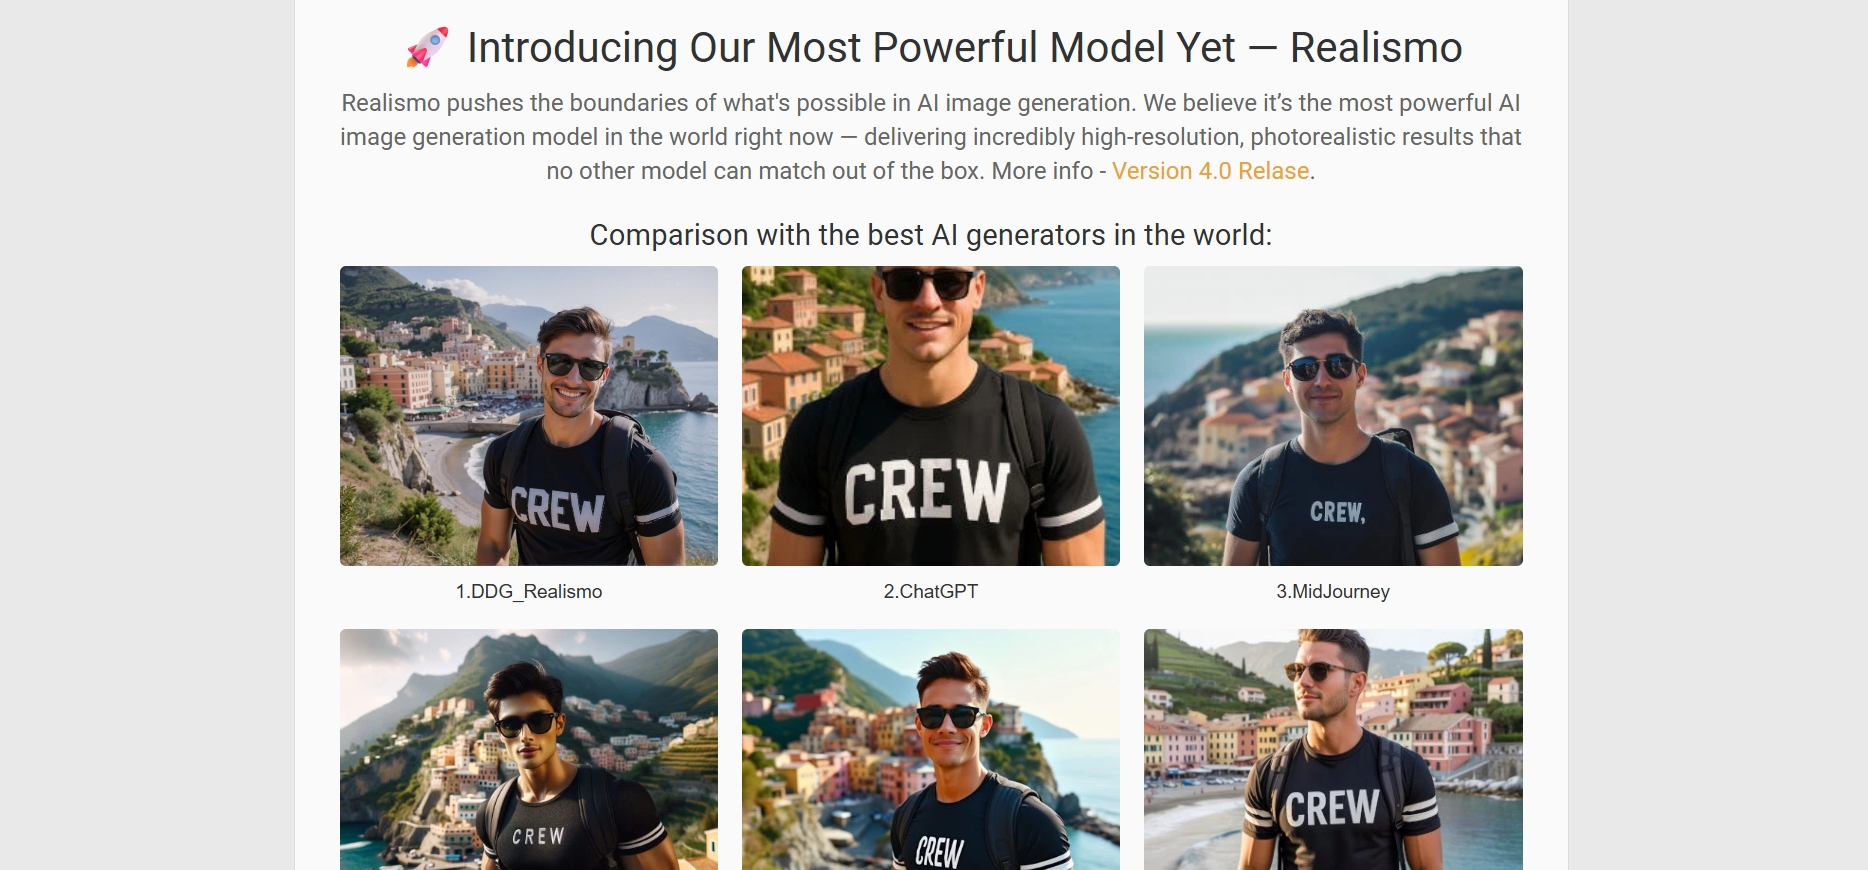 🚀 Introducing Our Most Powerful Model Yet — Realismo
Realismo pushes the boundaries of what's possible in AI image generation. We believe it’s the most powerful AI
image generation model in the world right now — delivering incredibly high-resolution, photorealistic results that
no other model can match out of the box. More info - Version 4.0 Relase.
Comparison with the best AI generators in the world:
CREW
CREW
CREW,
1.DDG_Realismo
2.ChatGPT
3.MidJourney
CREW
CREW
CREW